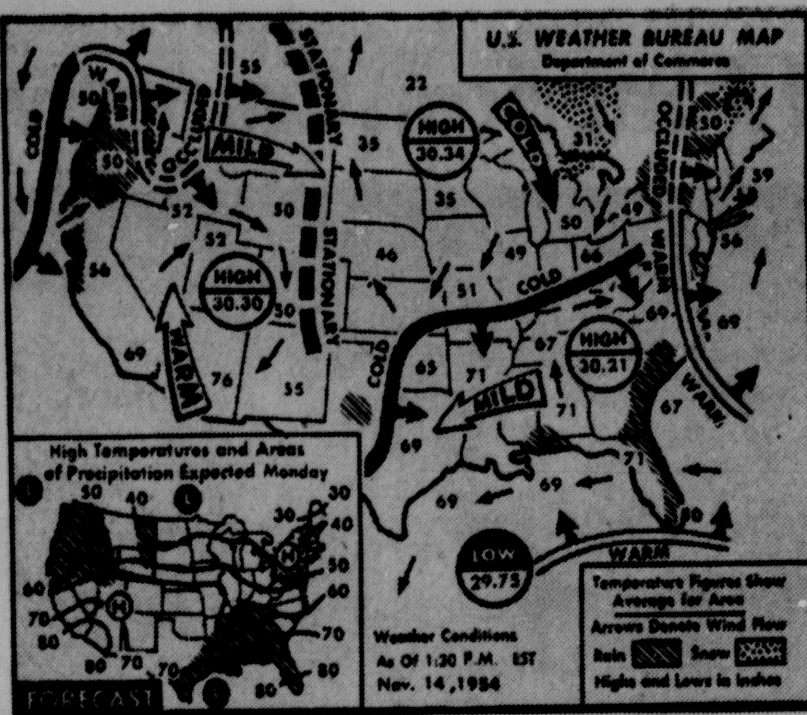 U.S. WEATHER BUREAU MAP
Department of Commerce
COLD
WARM
50
50
OCCLUDED
55
STATIONARY
22
MILD
35
HIGH
30.34
COLD
31
OCCLUDED
50
59
52
52
50
35
50
49
56
56
46
49
66
STATIONARY
HIGH
30.30
50
51
COLD
WARM
69
69
69
WARM
76
55
COLD
65
71
67
HIGH
30.21
MILD
71
67
WARM
69
69
69
71
80
High Temperatures and Areas
of Precipitation Expected Monday
L
50
40
L
30
30
40
H
50
60
60
70
H
80
70
80
70
70
80
80
FORECAST
LOW
29.75
WARM
Weather Conditions
As Of 1:30 P.M. EST
Nov. 14, 1954
Temperature Figures Show
Average for Area
Arrows Denote Wind Flow
Rain
Snow
Highs and Lows in Inches